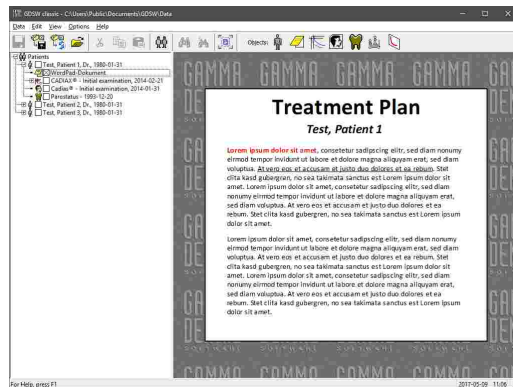 GDSW classic - C:\Users\Public\Documents\GDSW\Data
Data Edit View Options Help
Objects:
Patients
Test, Patient 1, Dr., 1980-01-31
WordPad-Dokument
CADIAX® - Initial examination, 2014-02-21
Cadias® - Initial examination, 2014-01-31
Parostatus - 1993-12-20
Test, Patient 2, Dr., 1980-01-31
Test, Patient 3, Dr., 1980-01-31
GAMMA GAMMA GAMMA GAMMA
Treatment Plan
Test, Patient 1
Lorem ipsum dolor sit amet, consetetur sadipscing elitr, sed diam nonumy
eirmod tempor invidunt ut labore et dolore magna aliquyam erat, sed diam
voluptua. At vero eos et accusam et justo duo dolores et ea rebum. Stet
clita kasd gubergren, no sea takimata sanctus est Lorem ipsum dolor sit
amet. Lorem ipsum dolor sit amet, consetetur sadipscing elitr, sed diam
nonumy eirmod tempor invidunt ut labore et dolore magna aliquyam erat,
sed diam voluptua. At vero eos et accusam et justo duo dolores et ea
rebum. Stet clita kasd gubergren, no sea takimata sanctus est Lorem ipsum
dolor sit amet.
Lorem ipsum dolor sit amet, consetetur sadipscing elitr, sed diam nonumy
eirmod tempor invidunt ut labore et dolore magna aliquyam erat, sed diam
voluptua. At vero eos et accusam et justo duo dolores et ea rebum. Stet
clita kasd gubergren, no sea takimata sanctus est Lorem ipsum dolor sit
amet. Lorem ipsum dolor sit amet, consetetur sadipscing elitr, sed diam
nonumy eirmod tempor invidunt ut labore et dolore magna aliquyam erat,
sed diam voluptua. At vero eos et accusam et justo duo dolores et ea
rebum. Stet clita kasd gubergren, no sea takimata sanctus est Lorem ipsum
dolor sit amet.
GAMMA GAMMA GAMMA
For Help, press F1
2017-05-09 11:06